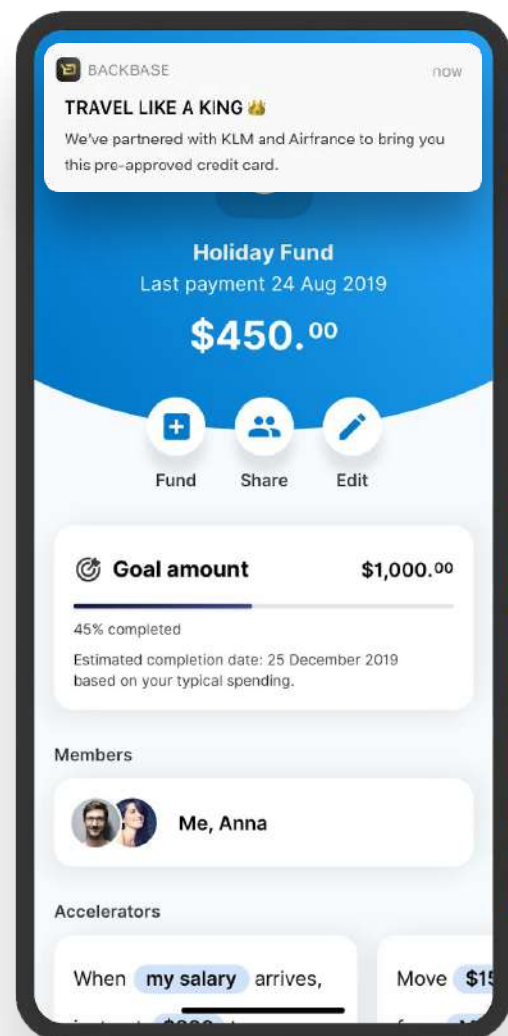 BACKBASE now
TRAVEL LIKE A KING 👑
We've partnered with KLM and Airfrance to bring you
this pre-approved credit card.
Holiday Fund
Last payment 24 Aug 2019
$450.00
Fund Share Edit
Goal amount $1,000.00
45% completed
Estimated completion date: 25 December 2019
based on your typical spending.
Members
Me, Anna
Accelerators
When my salary arrives,
Move